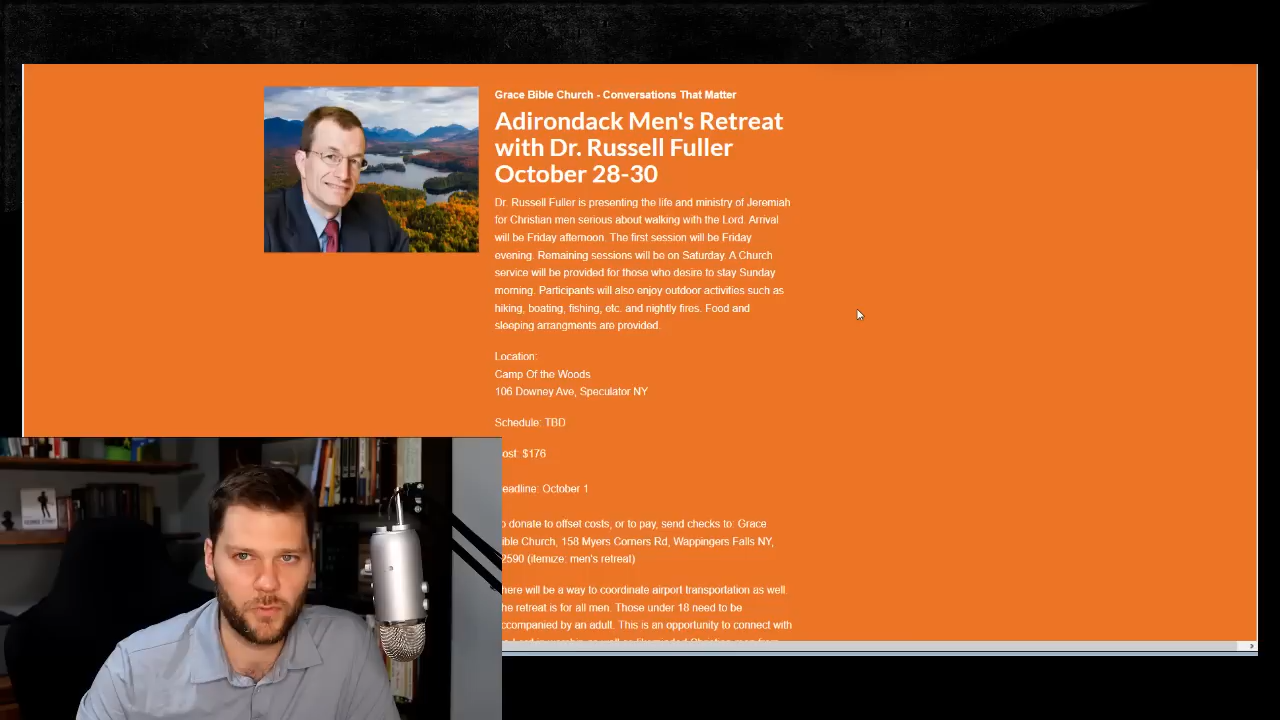 Grace Bible Church - Conversations That Matter
Adirondack Men's Retreat
with Dr. Russell Fuller
October 28-30
Dr. Russell Fuller is presenting the life and ministry of Jeremiah
for Christian men serious about walking with the Lord. Arrival
will be Friday afternoon. The first session will be Friday
evening. Remaining sessions will be on Saturday. A Church
service will be provided for those who desire to stay Sunday
morning. Participants will also enjoy outdoor activities such as
hiking, boating, fishing, etc. and nightly fires. Food and
sleeping arrangments are provided.
Location:
Camp Of the Woods
106 Downey Ave, Speculator NY
Schedule: TBD
ost: $176
eadline: October 1
o donate to offset costs, or to pay, send checks to: Grace
ible Church, 158 Myers Corners Rd, Wappingers Falls NY,
2590 (itemize: men's retreat)
here will be a way to coordinate airport transportation as well.
he retreat is for all men. Those under 18 need to be
ccompanied by an adult. This is an opportunity to connect with